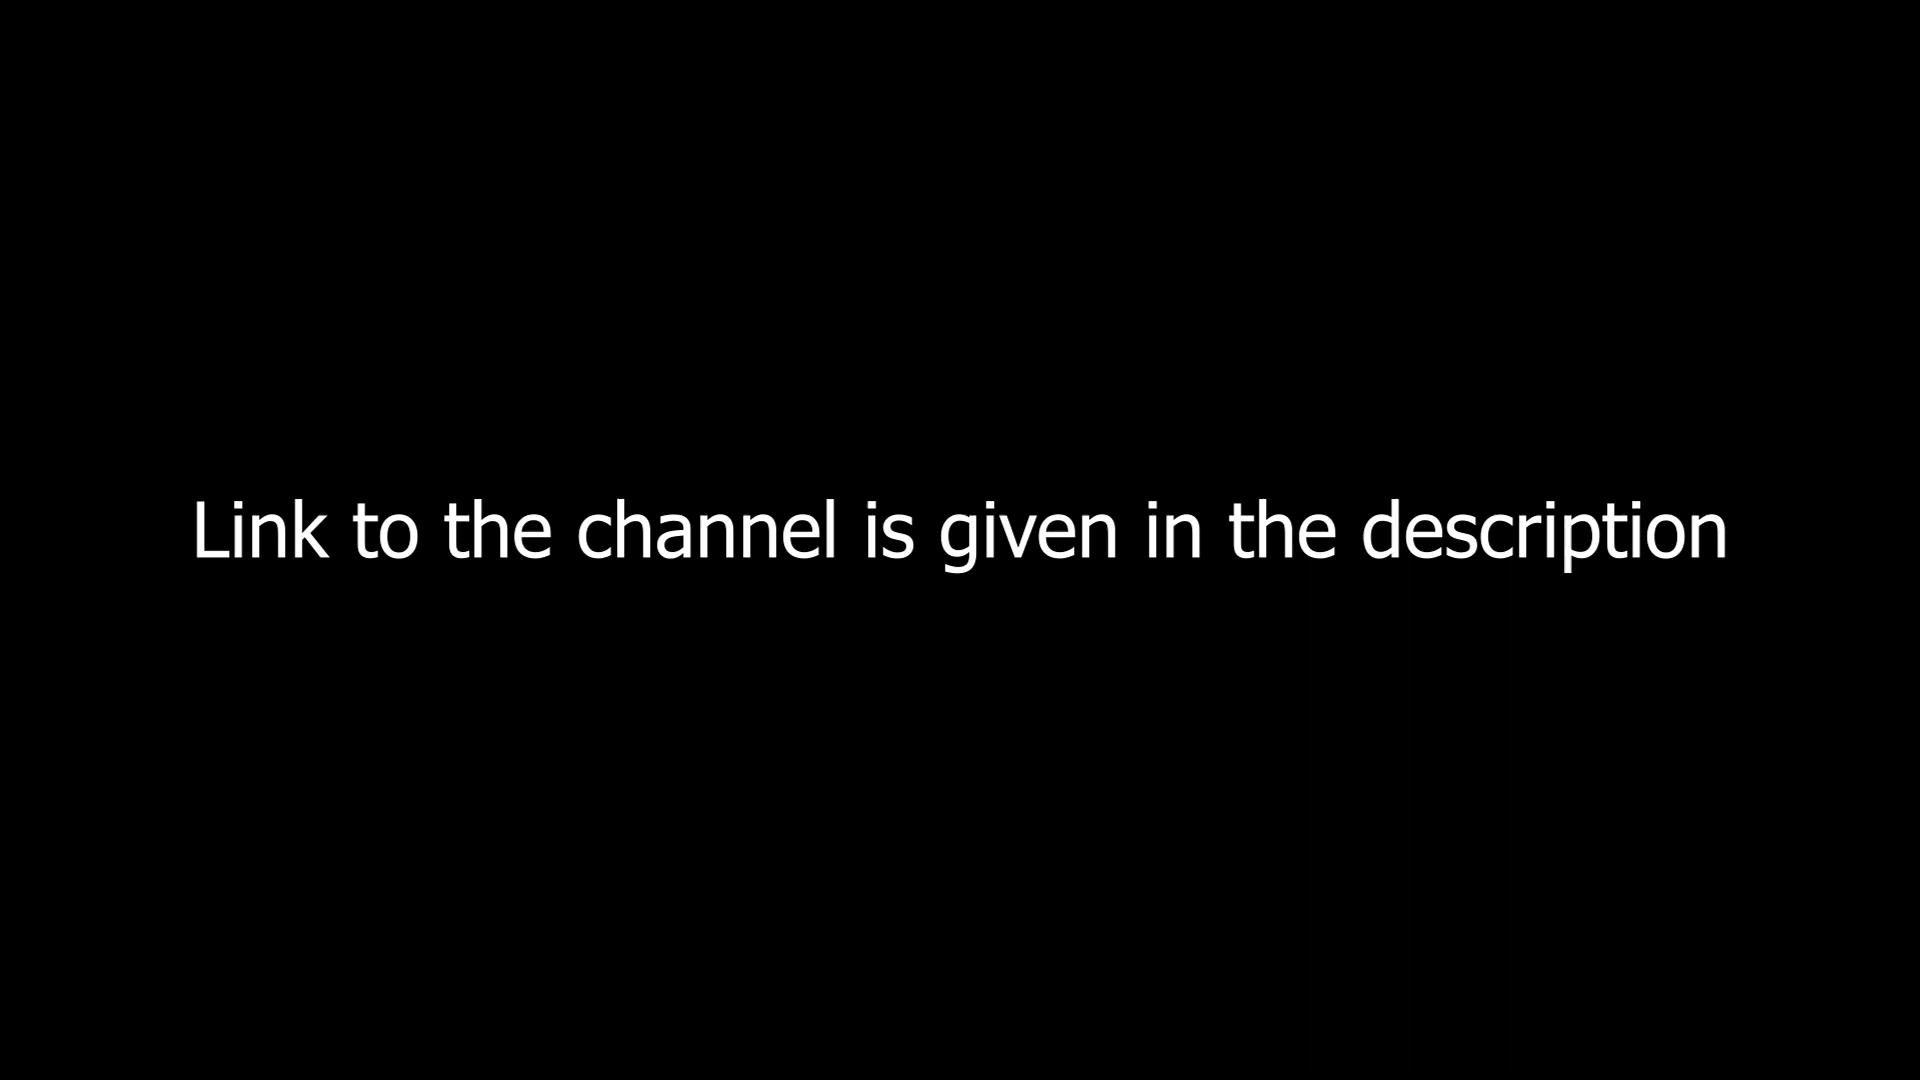 Link to the channel is given in the description